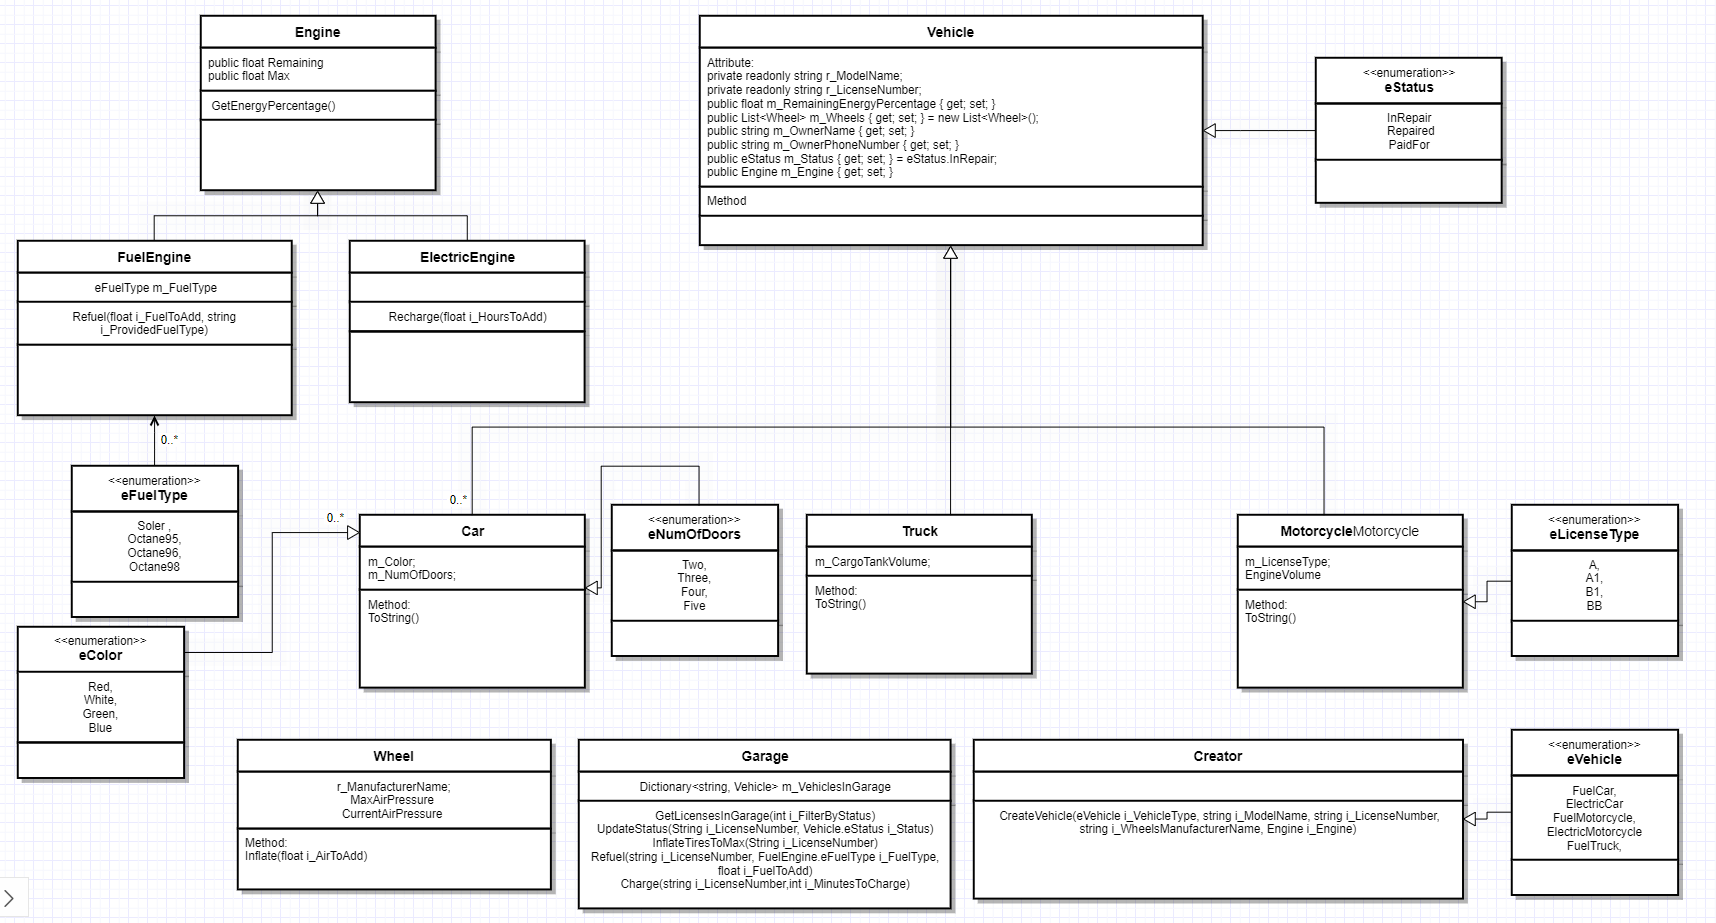 Engine
public float Remaining
public float Max
GetEnergyPercentage()
Vehicle
Attribute:
private readonly string r_ModelName;
private readonly string r_LicenseNumber;
public float m_RemainingEnergyPercentage { get; set; }
public List<Wheel> m_Wheels { get; set; } = new List<Wheel>();
public string m_OwnerName { get; set; }
public string m_OwnerPhoneNumber { get; set; }
public eStatus m_Status { get; set; } = eStatus.InRepair;
public Engine m_Engine { get; set; }
Method
<<enumeration>>
eStatus
InRepair
Repaired
PaidFor
FuelEngine
eFuelType m_FuelType
Refuel(float i_FuelToAdd, string
i_ProvidedFuelType)
ElectricEngine
Recharge(float i_HoursToAdd)
0..*
<<enumeration>>
eFuelType
Soler ,
Octane95,
Octane96,
Octane98
0..*
0..*
Car
m_Color;
m_NumOfDoors;
Method:
ToString()
<<enumeration>>
eNumOfDoors
Two,
Three,
Four,
Five
Truck
m_CargoTankVolume;
Method:
ToString()
MotorcycleMotorcycle
m_LicenseType;
EngineVolume
Method:
ToString()
<<enumeration>>
eLicenseType
A,
A1,
B1,
BB
<<enumeration>>
eColor
Red,
White,
Green,
Blue
Wheel
r_ManufacturerName;
MaxAirPressure
CurrentAirPressure
Method:
Inflate(float i_AirToAdd)
Garage
Dictionary<string, Vehicle> m_VehiclesInGarage
GetLicensesInGarage(int i_FilterByStatus)
UpdateStatus(String i_LicenseNumber, Vehicle.eStatus i_Status)
InflateTiresToMax(String i_LicenseNumber)
Refuel(string i_LicenseNumber, FuelEngine.eFuelType i_FuelType,
float i_FuelToAdd)
Charge(string i_LicenseNumber,int i_MinutesToCharge)
Creator
CreateVehicle(eVehicle i_VehicleType, string i_ModelName, string i_LicenseNumber,
string i_WheelsManufacturerName, Engine i_Engine)
<<enumeration>>
eVehicle
FuelCar,
ElectricCar
FuelMotorcycle,
ElectricMotorcycle
FuelTruck,